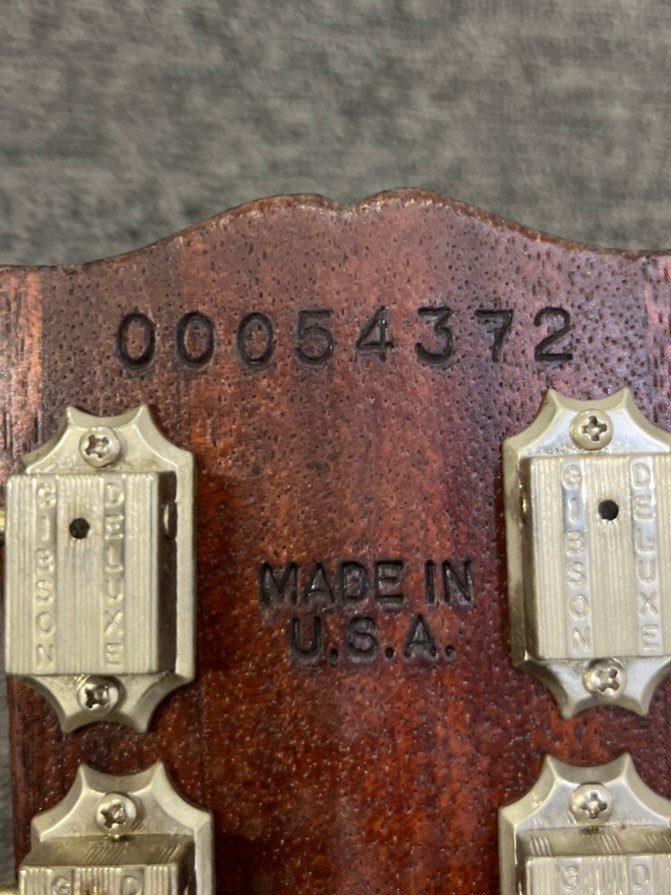 00054372
GIBSON
DELUXE
GIBSON
DELUXE
MADE IN
U.S.A.
G
D
G
D